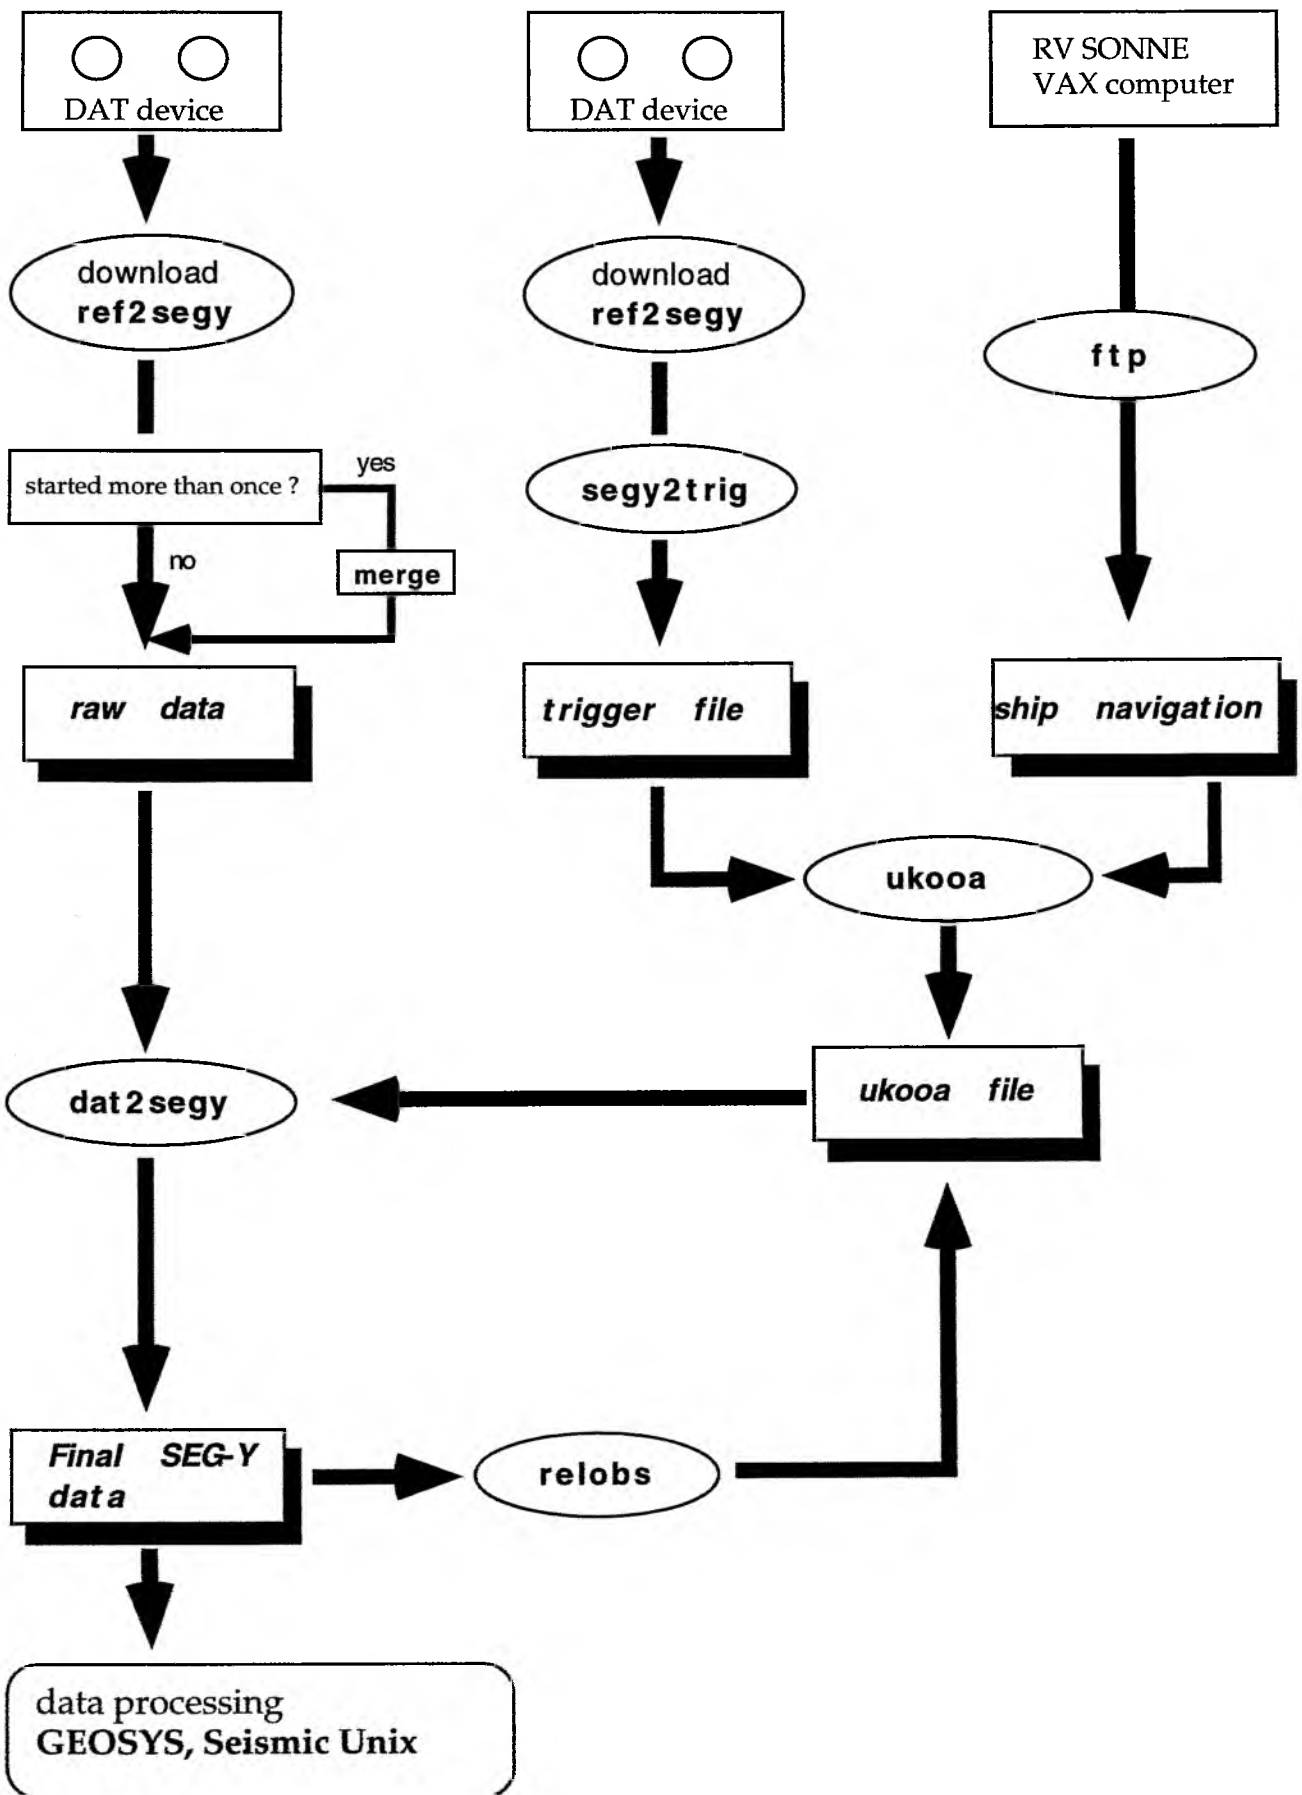 DAT device
DAT device
RV SONNE
VAX computer
download
ref2segy
download
ref2segy
ftp
started more than once ?
yes
no
merge
segy2trig
raw data
trigger file
ship navigation
ukooa
dat2segy
ukooa file
Final SEG-Y
data
relobs
data processing
GEOSYS, Seismic Unix